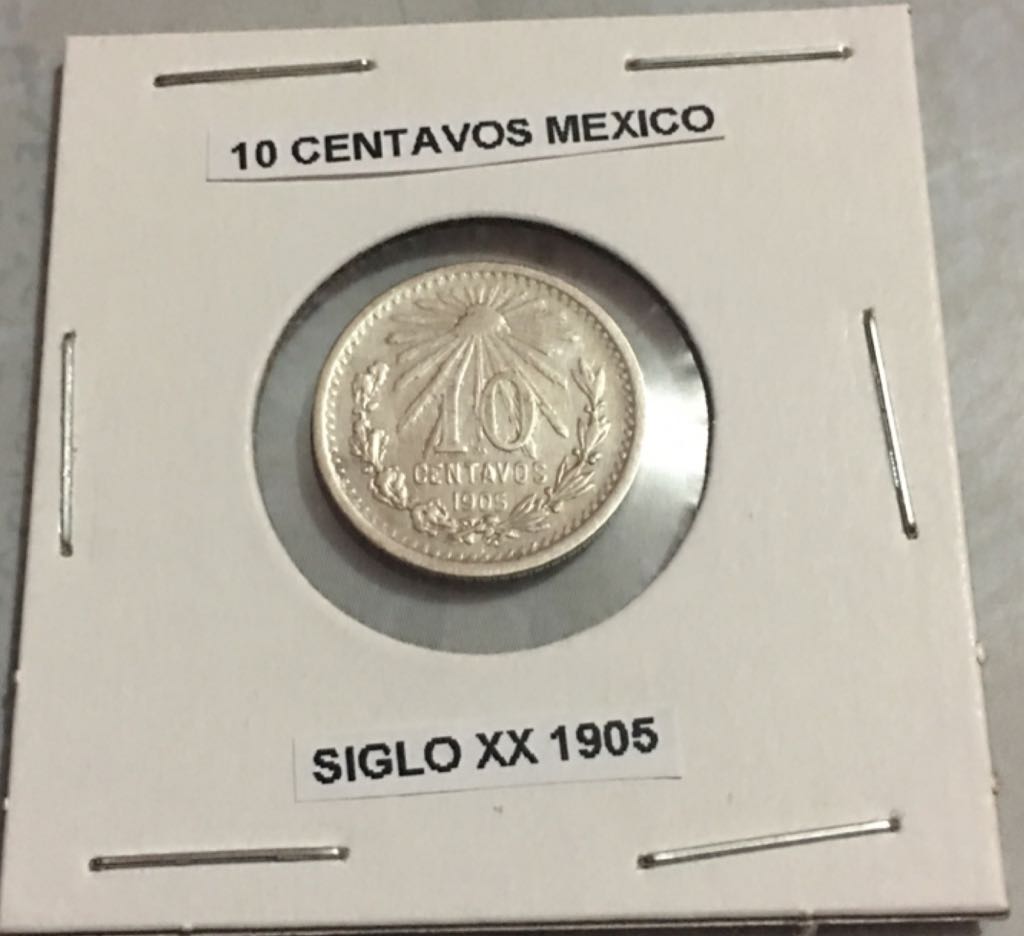 10 CENTAVOS MEXICO
10
CENTAVOS
1905
SIGLO XX 1905